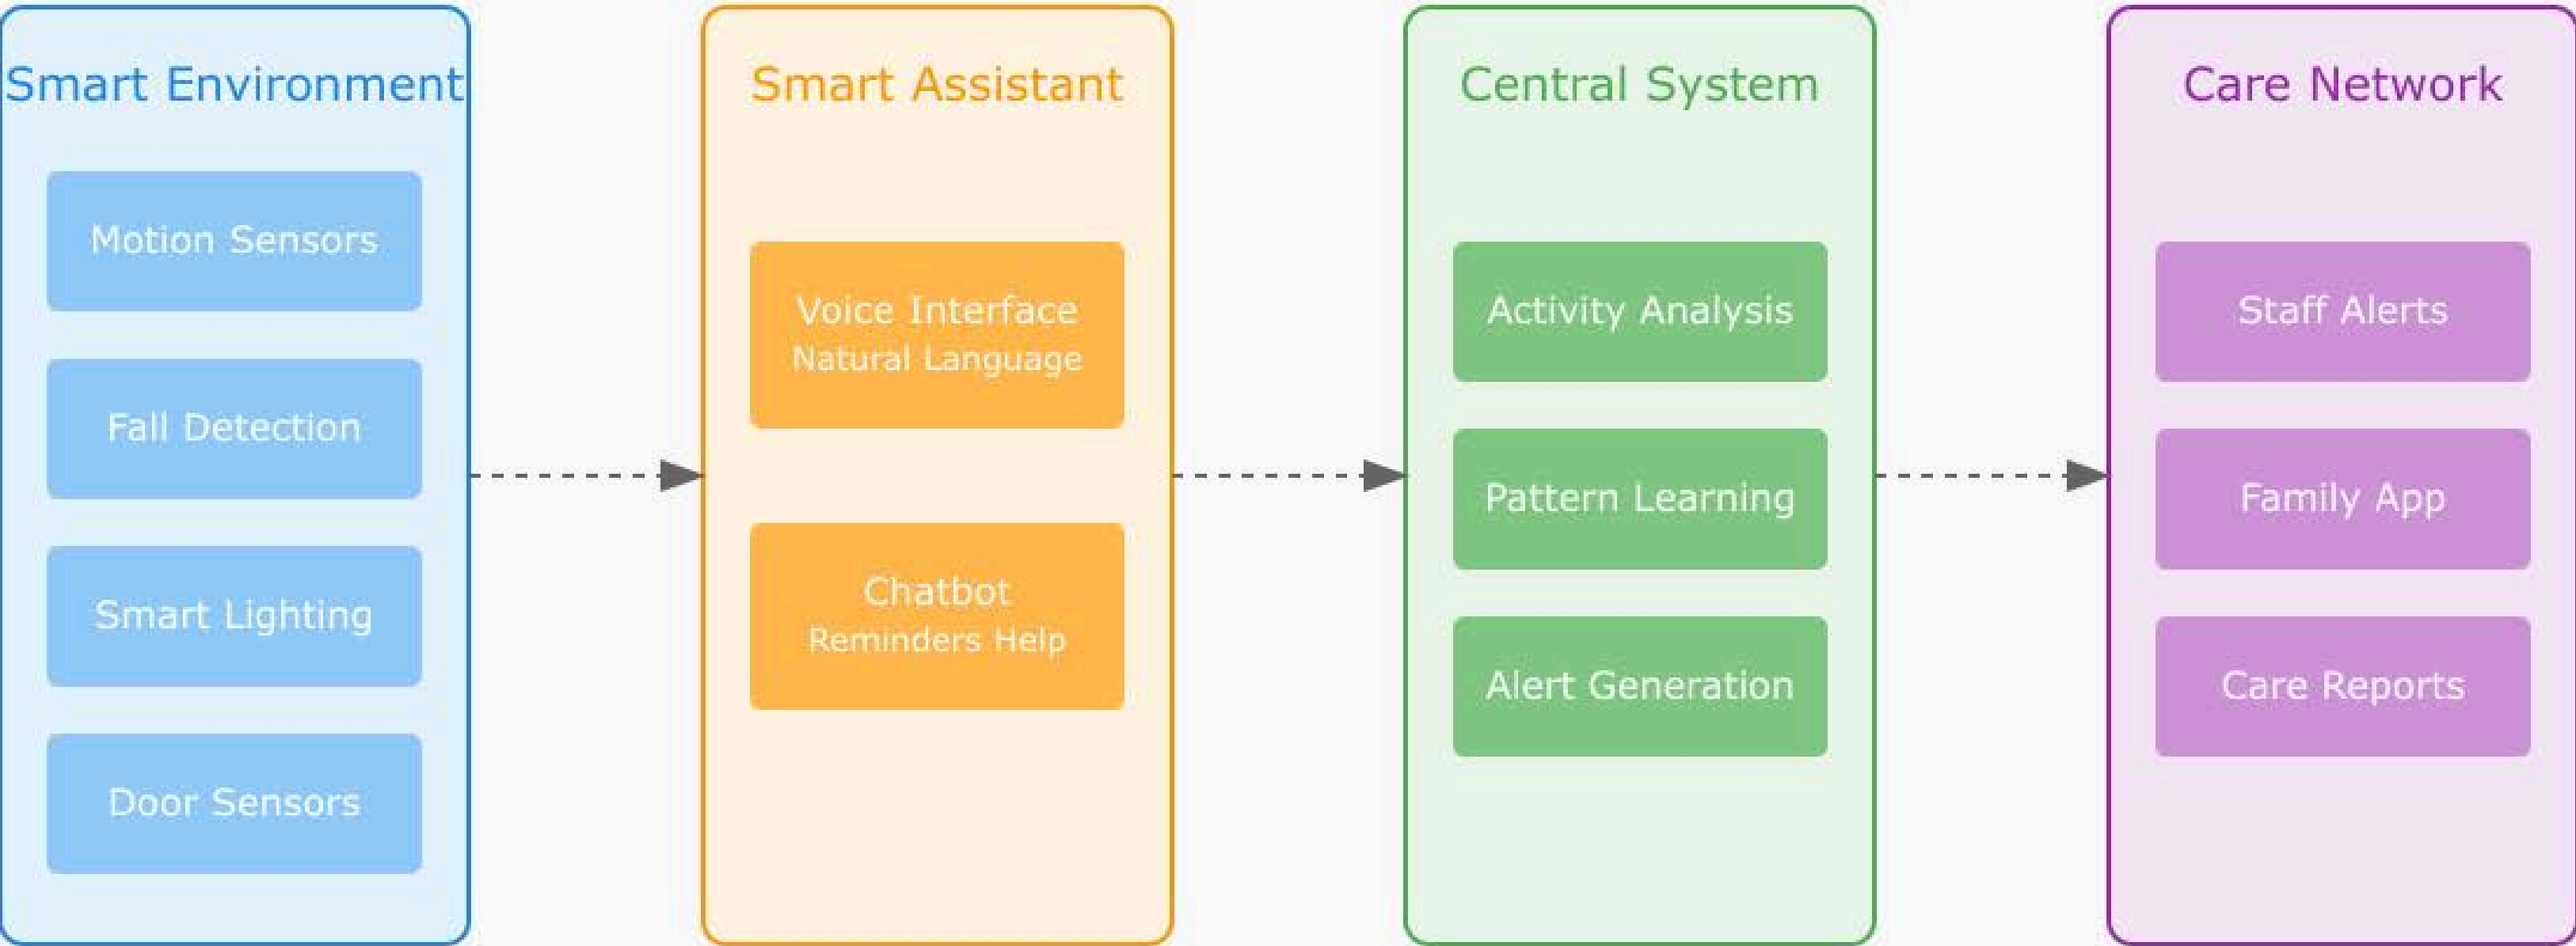 Smart Environment
Motion Sensors
Fall Detection
Smart Lighting
Door Sensors
Smart Assistant
Voice Interface
Natural Language
Chatbot
Reminders Help
Central System
Activity Analysis
Pattern Learning
Alert Generation
Care Network
Staff Alerts
Family App
Care Reports